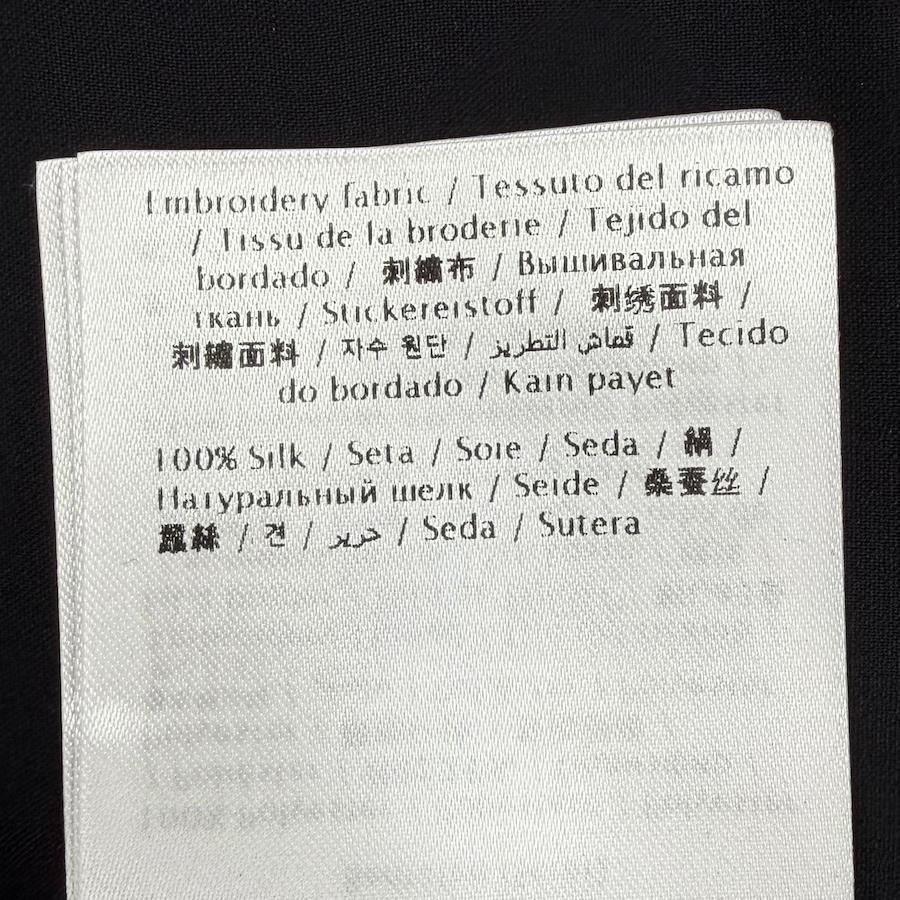 Embroidery fabric / Tessuto del ricamo
/ Tissu de la broderie / Tejido del
bordado / 刺繍布 / Вышивальная
ткань / Stickereistoff / 刺绣面料 /
刺繡面料 / 자수 원단 / قماش التطريز / Tecido
do bordado / Kain payet
100% Silk / Seta / Soie / Seda / 絹 /
Натуральный шелк / Seide / 桑蚕丝 /
蠶絲 / 견 / حرير / Seda / Sutera